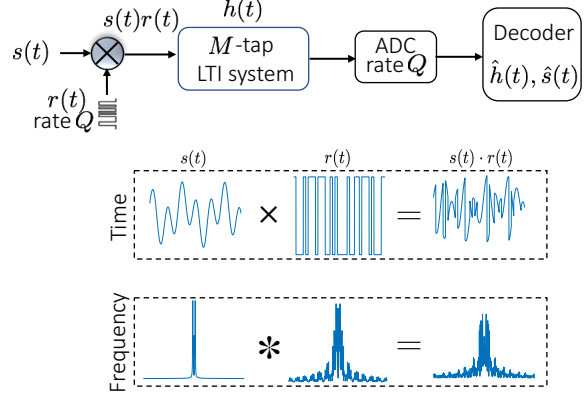 s(t)r(t)
h(t)
s(t)
M-tap
LTI system
ADC
rate Q
Decoder
ĥ(t), ŝ(t)
r(t)
rate Q
s(t)
r(t)
s(t) · r(t)
Time
×
=
Frequency
*
=